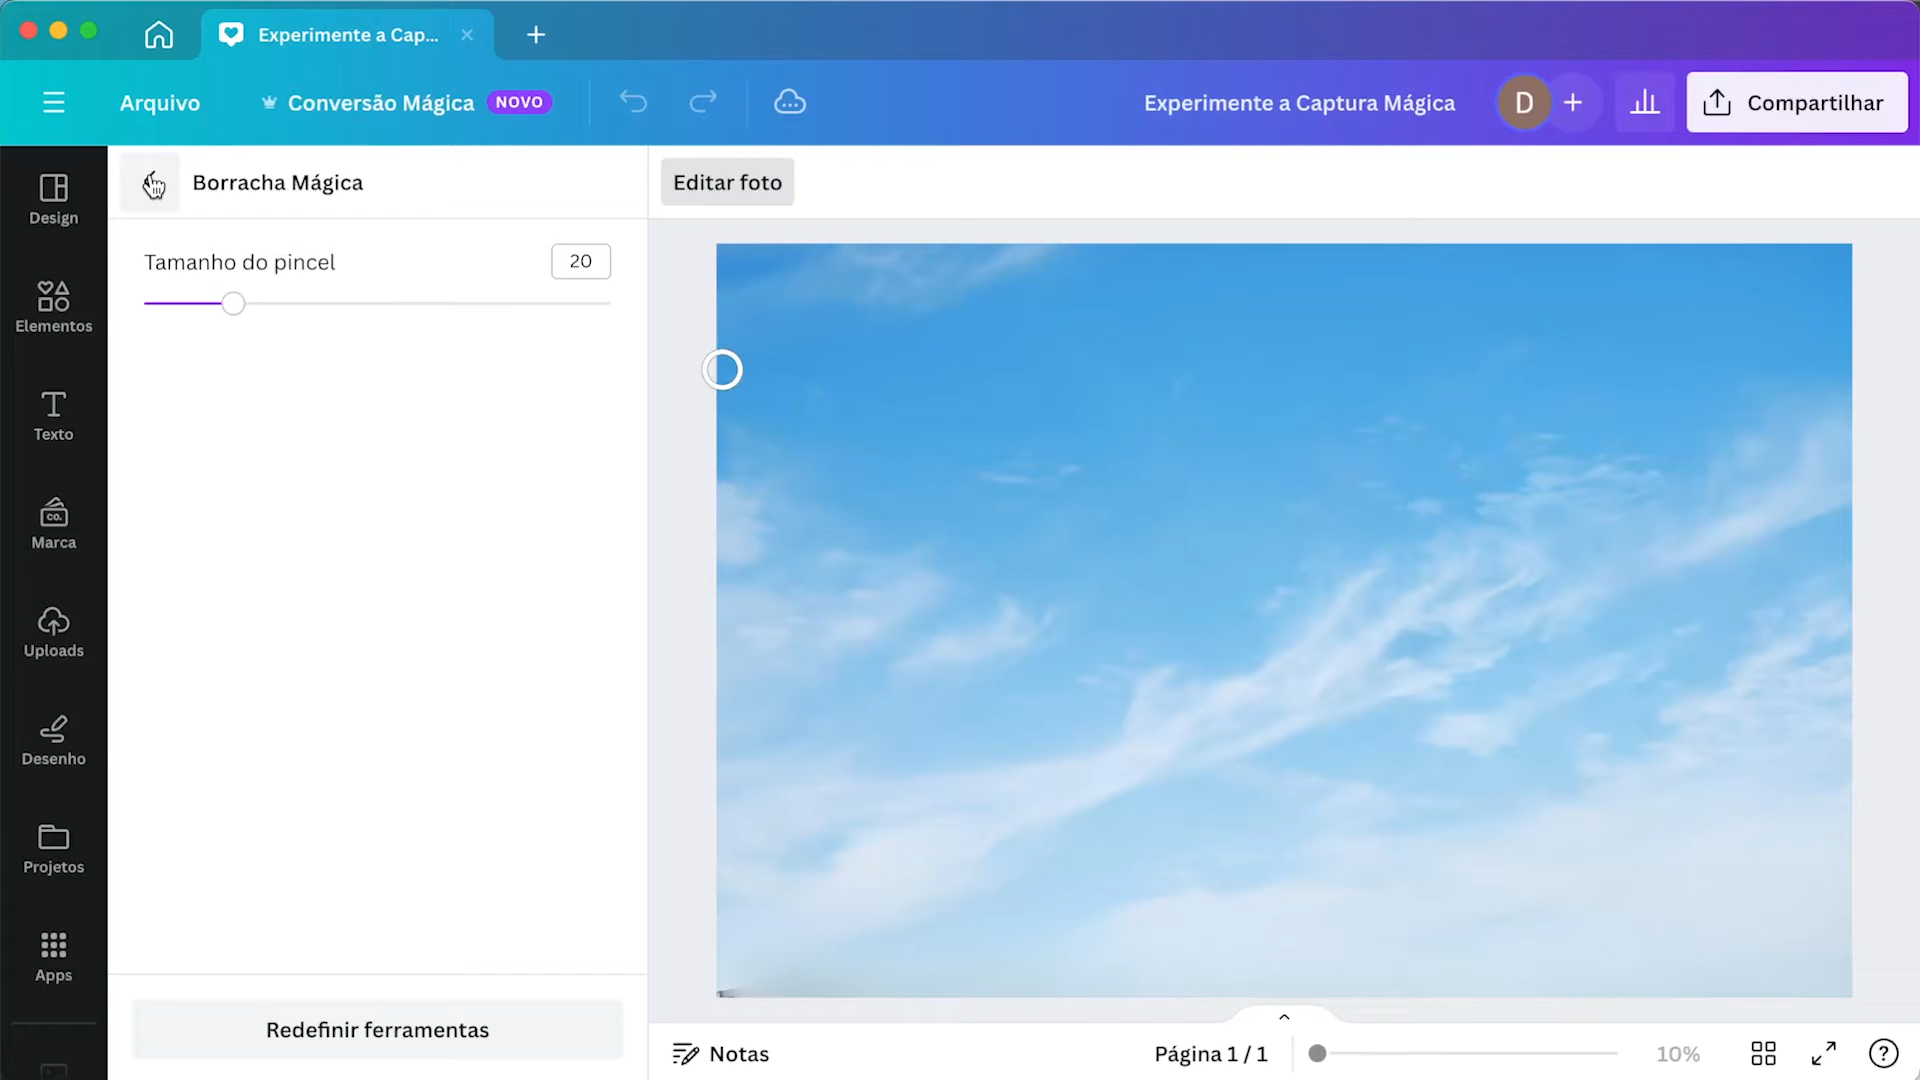 Experimente a Cap...
Arquivo
Conversão Mágica
NOVO
Experimente a Captura Mágica
D
Compartilhar
Design
Elementos
Texto
CO.
Marca
Uploads
Desenho
Projetos
Apps
Borracha Mágica
Tamanho do pincel
20
Redefinir ferramentas
Editar foto
Notas
Página 1 / 1
10%
?